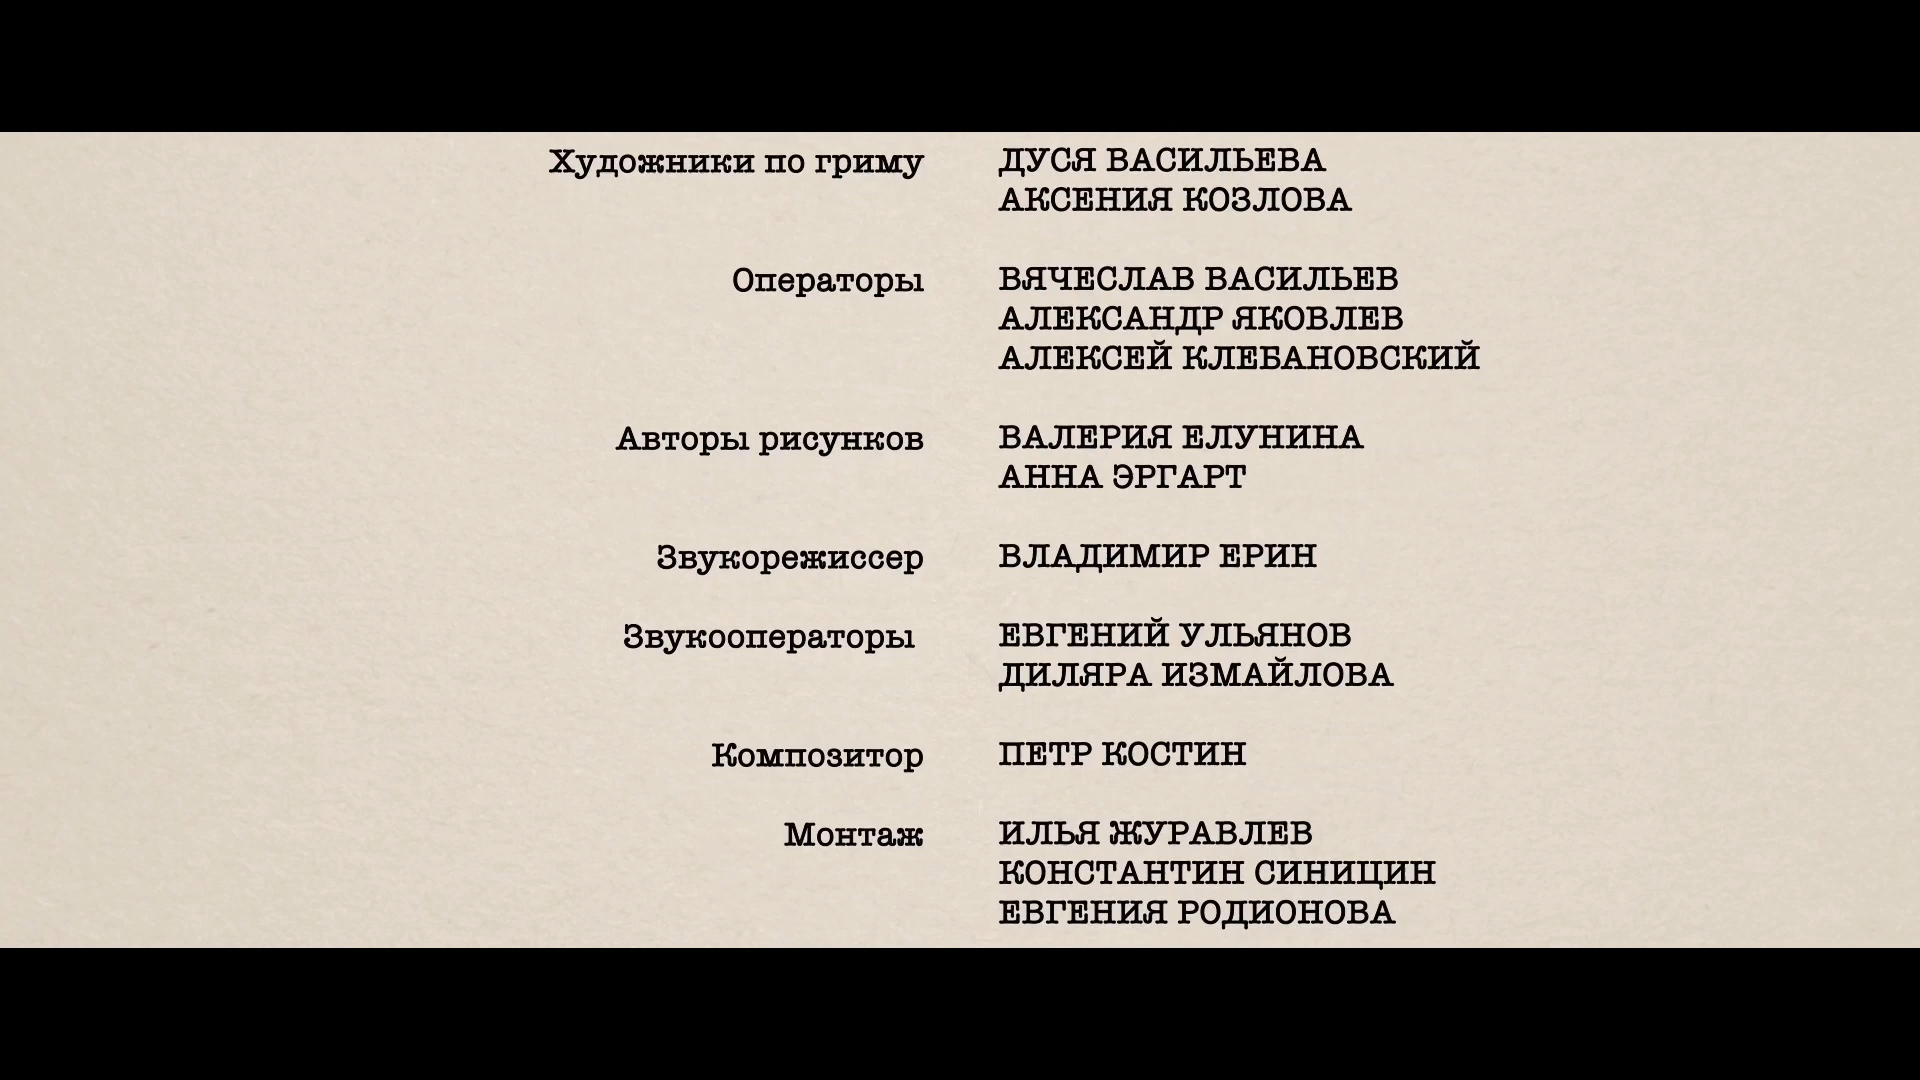 Художники по гриму ДУСЯ ВАСИЛЬЕВА
АКСЕНИЯ КОЗЛОВА
Операторы ВЯЧЕСЛАВ ВАСИЛЬЕВ
АЛЕКСАНДР ЯКОВЛЕВ
АЛЕКСЕЙ КЛЕБАНОВСКИЙ
Авторы рисунков ВАЛЕРИЯ ЕЛУНИНА
АННА ЭРГАРТ
Звукорежиссер ВЛАДИМИР ЕРИН
Звукооператоры ЕВГЕНИЙ УЛЬЯНОВ
ДИЛЯРА ИЗМАЙЛОВА
Композитор ПЕТР КОСТИН
Монтаж ИЛЬЯ ЖУРАВЛЕВ
КОНСТАНТИН СИНИЦИН
ЕВГЕНИЯ РОДИОНОВА